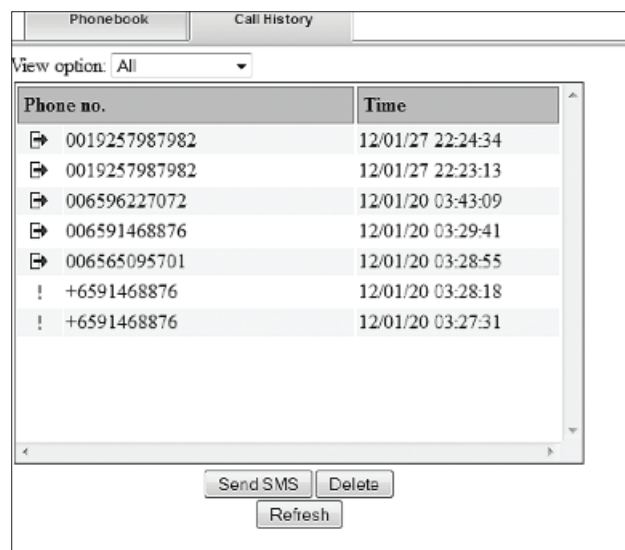 Phonebook Call History
View option: All
Phone no. Time
0019257987982 12/01/27 22:24:34
0019257987982 12/01/27 22:23:13
006596227072 12/01/20 03:43:09
006591468876 12/01/20 03:29:41
006565095701 12/01/20 03:28:55
! +6591468876 12/01/20 03:28:18
! +6591468876 12/01/20 03:27:31
Send SMS Delete
Refresh